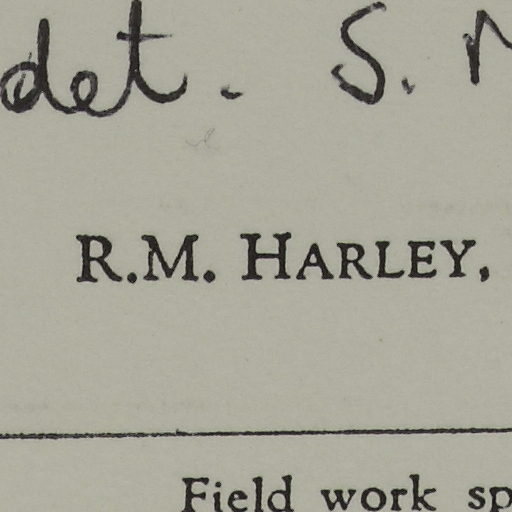 det. S.
R.M. HARLEY,
Field work